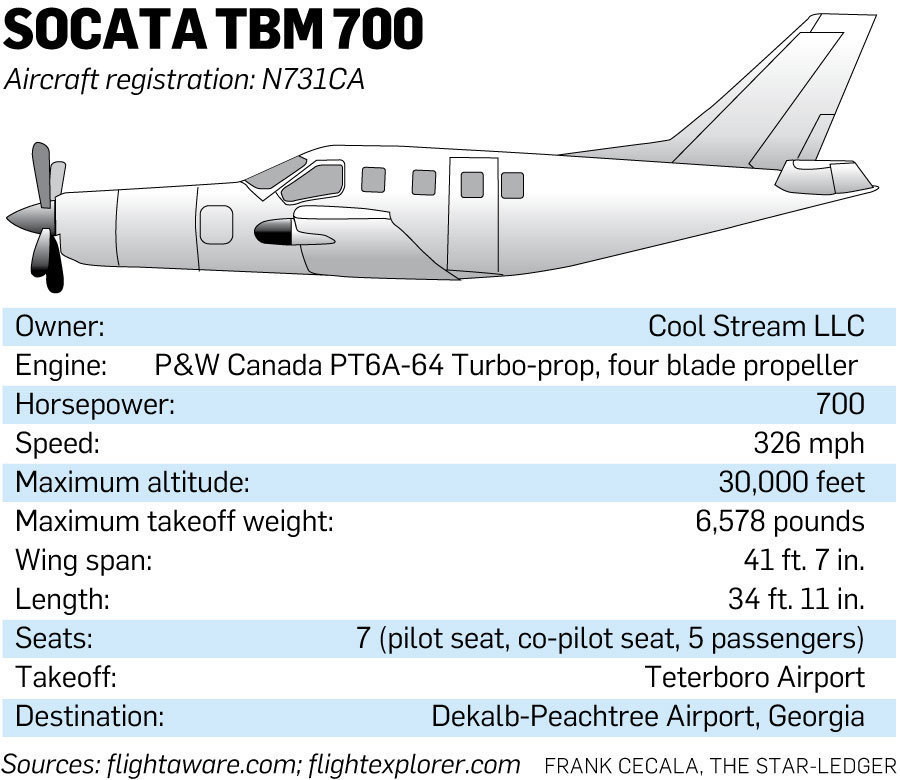 SOCATA TBM 700
Aircraft registration: N731CA
Owner: Cool Stream LLC
Engine: P&W Canada PT6A-64 Turbo-prop, four blade propeller
Horsepower: 700
Speed: 326 mph
Maximum altitude: 30,000 feet
Maximum takeoff weight: 6,578 pounds
Wing span: 41 ft. 7 in.
Length: 34 ft. 11 in.
Seats: 7 (pilot seat, co-pilot seat, 5 passengers)
Takeoff: Teterboro Airport
Destination: Dekalb-Peachtree Airport, Georgia
Sources: flightaware.com; flightexplorer.com FRANK CECALA, THE STAR-LEDGER